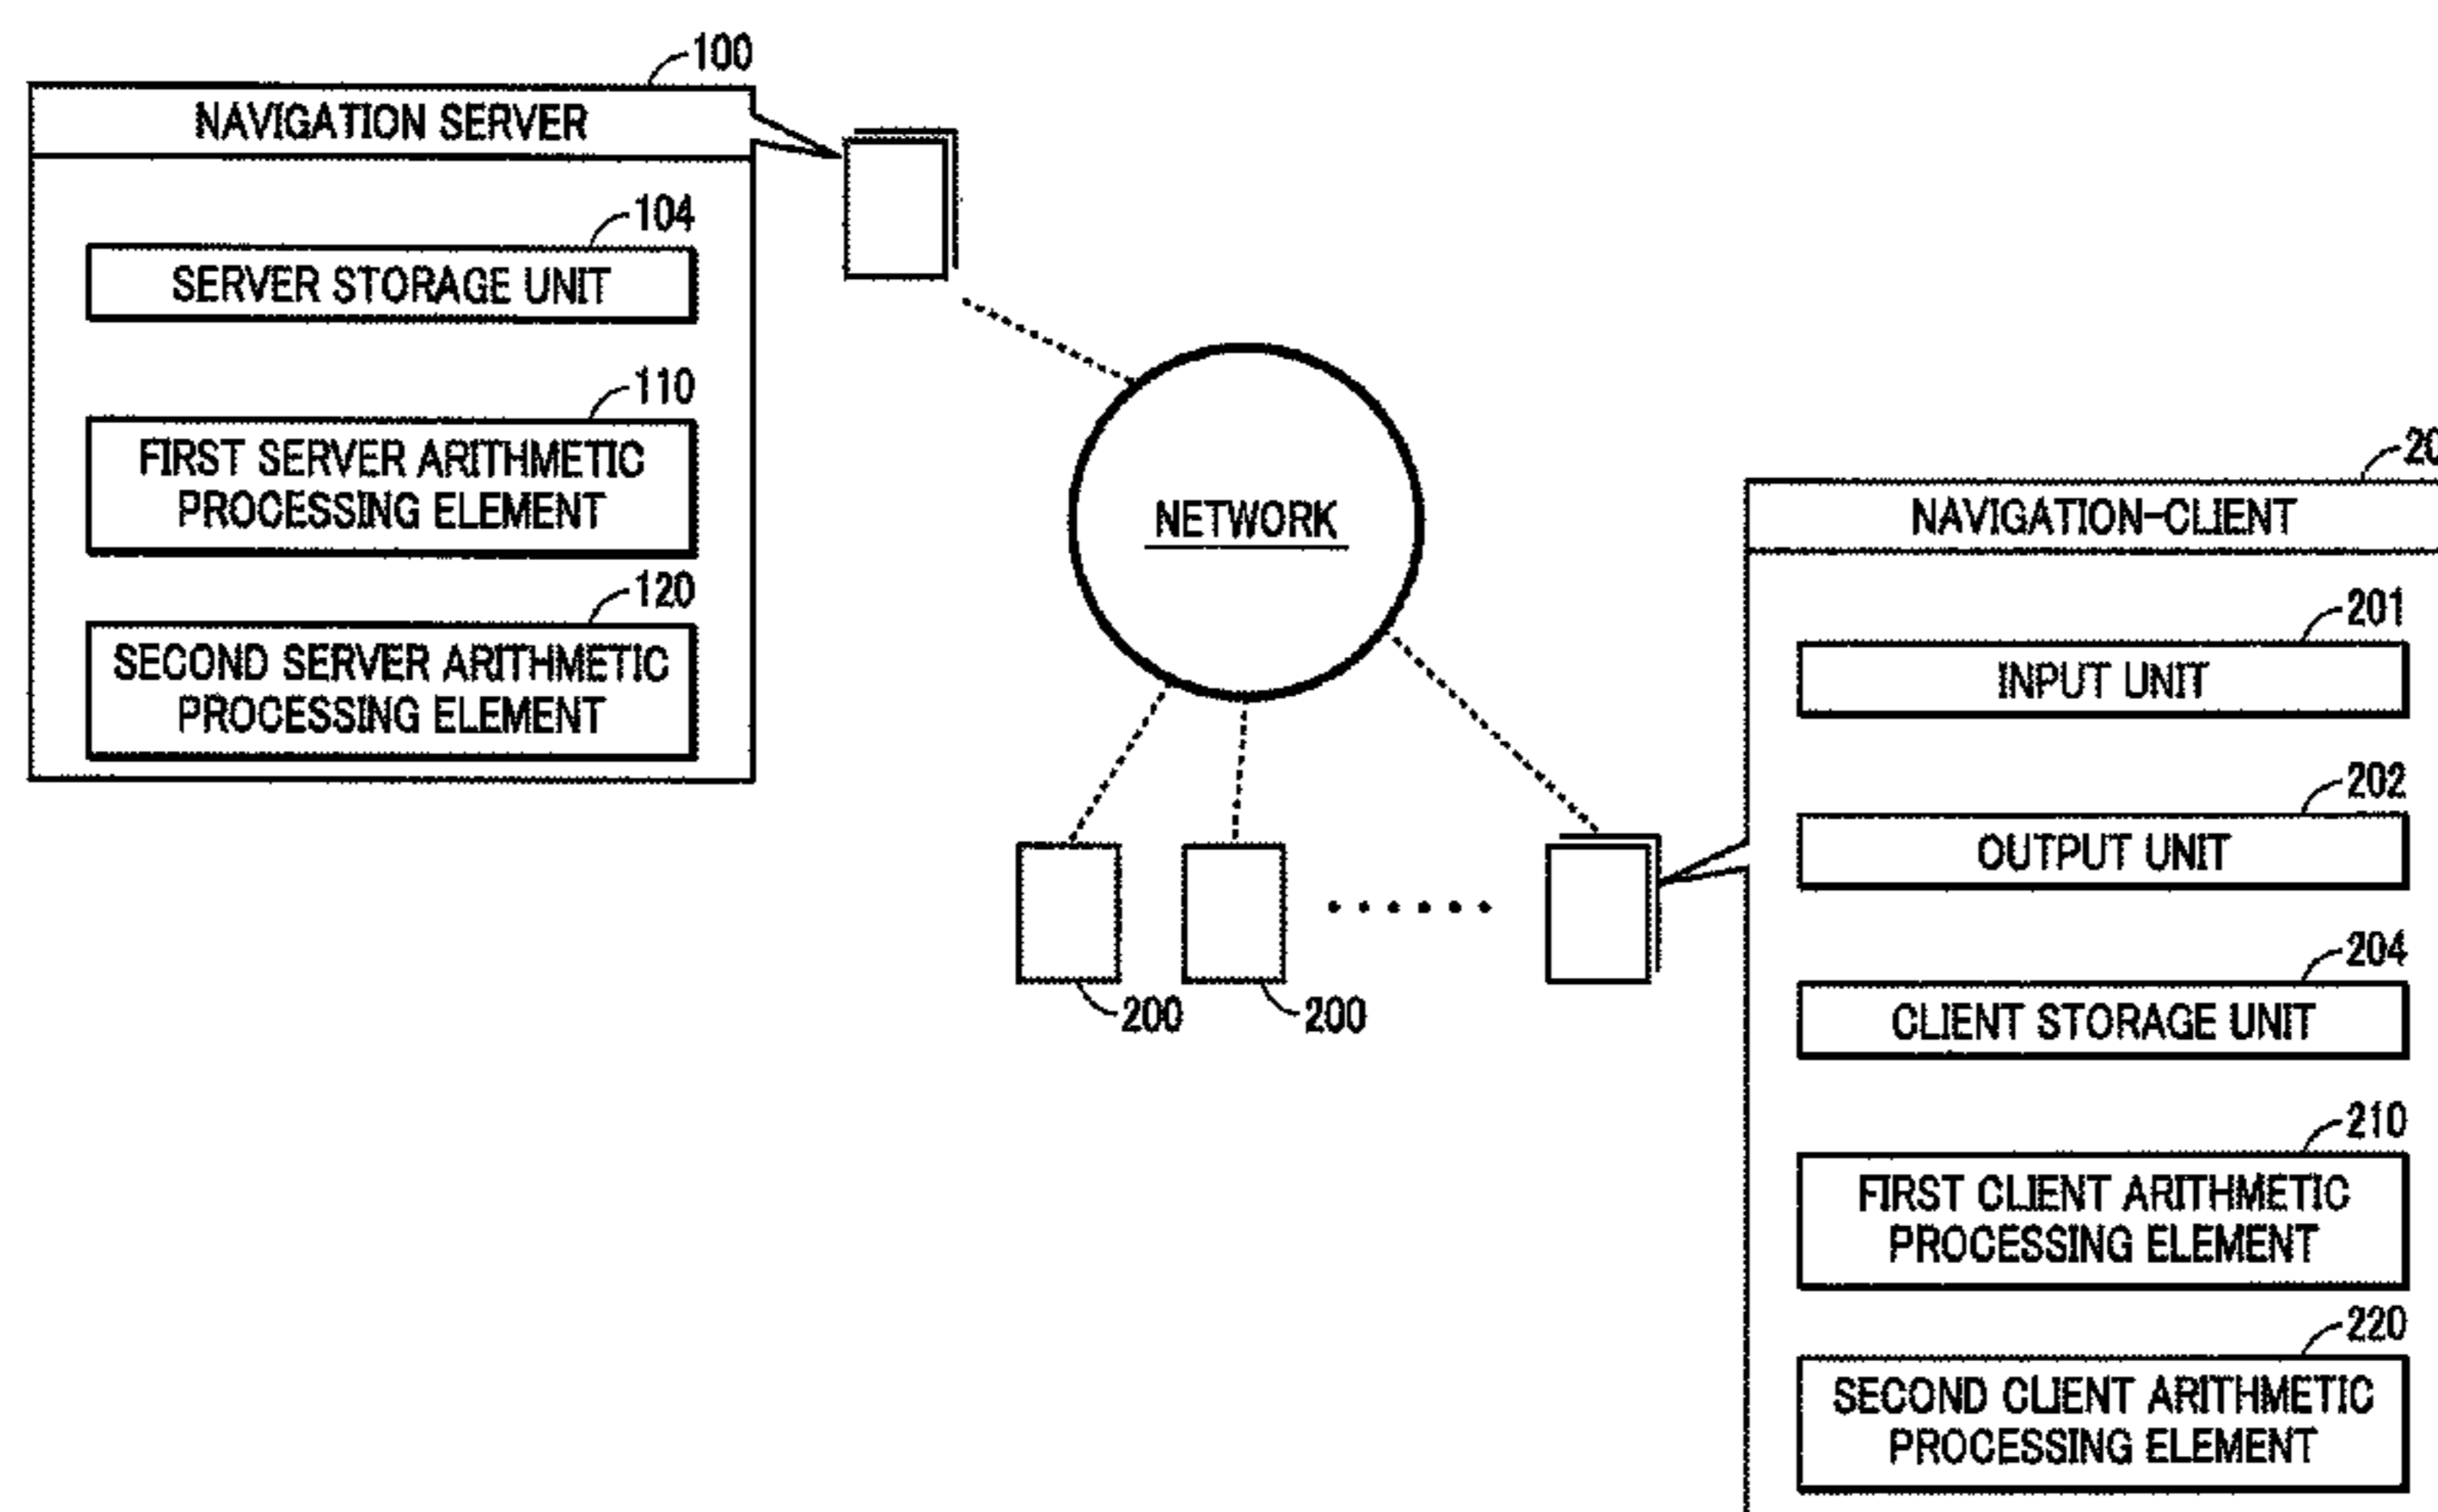 100
NAVIGATION SERVER
104
SERVER STORAGE UNIT
110
FIRST SERVER ARITHMETIC
PROCESSING ELEMENT
120
SECOND SERVER ARITHMETIC
PROCESSING ELEMENT
NETWORK
200
200
20
NAVIGATION-CLIENT
201
INPUT UNIT
202
OUTPUT UNIT
204
CLIENT STORAGE UNIT
210
FIRST CLIENT ARITHMETIC
PROCESSING ELEMENT
220
SECOND CLIENT ARITHMETIC
PROCESSING ELEMENT